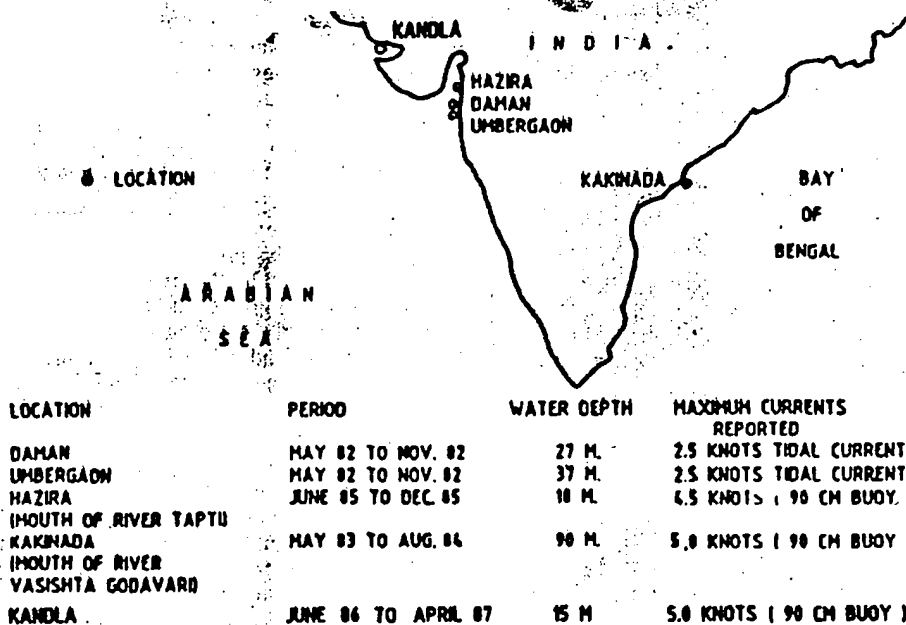 KANDLA
INDIA.
HAZIRA
DAMAN
UMBERGAON
LOCATION
KAKINADA
BAY
OF
BENGAL
ARABIAN
SEA
LOCATION PERIOD WATER DEPTH MAXIMUM CURRENTS
REPORTED
DAMAN MAY 82 TO NOV. 82 27 M. 2.5 KNOTS TIDAL CURRENT
UMBERGAON MAY 82 TO NOV. 82 37 M. 2.5 KNOTS TIDAL CURRENT
HAZIRA JUNE 85 TO DEC. 85 M. KNOTS ( 90 CM BUOY.
(MOUTH OF RIVER TAPTI)
KAKINADA MAY 83 TO AUG. 90 M. 5.0 KNOTS ( 90 CM BUOY
(MOUTH OF RIVER
VASISHTA GODAVARI)
KANDLA JUNE 86 TO APRIL 87 15 M 5.0 KNOTS ( 90 CM BUOY )